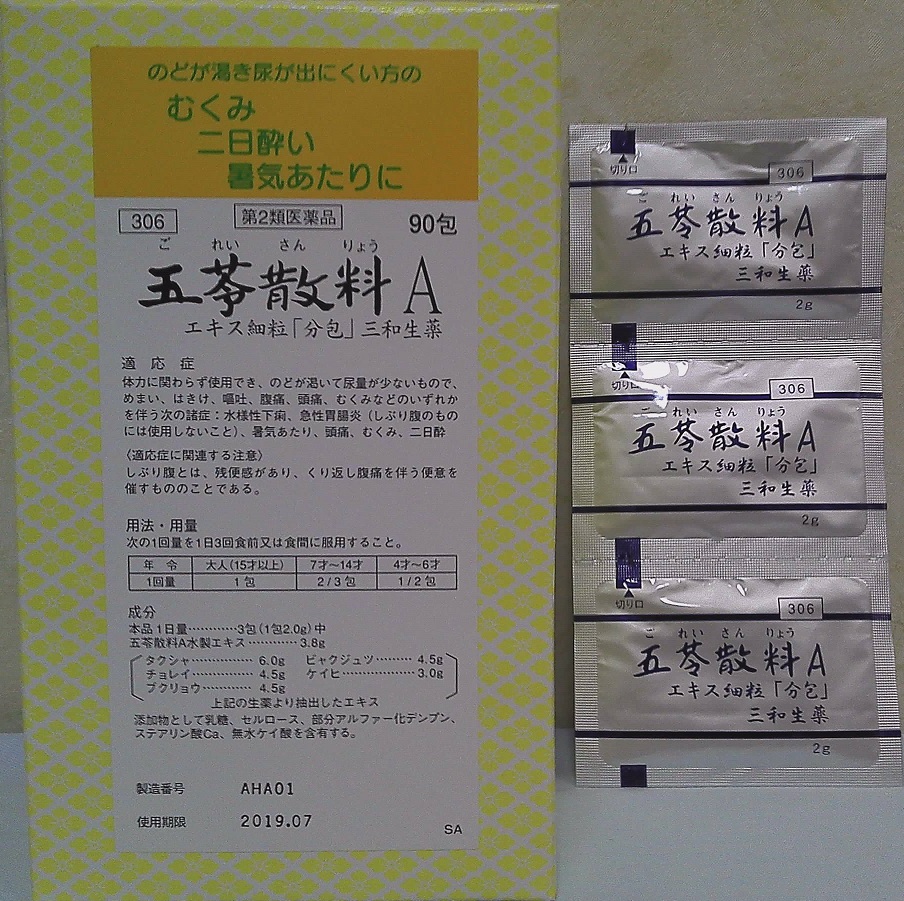 のどが渇き尿が出にくい方の
むくみ
二日酔い
暑気あたりに
306
第2類医薬品
90包
ご れい さん りょう
五苓散料A
エキス細粒「分包」三和生薬
適応症
体力に関わらず使用でき、のどが渇いて尿量が少ないもので、
めまい、はきけ、嘔吐、腹痛、頭痛、むくみなどのいずれか
を伴う次の諸症：水様性下痢、急性胃腸炎（しぶり腹のもの
には使用しないこと）、暑気あたり、頭痛、むくみ、二日酔
〈適応症に関連する注意〉
しぶり腹とは、残便感があり、くり返し腹痛を伴う便意を
催すもののことである。
用法・用量
次の1回量を1日3回食前又は食間に服用すること。
年 令 大人(15才以上) 7才〜14才 4才〜6才
1回量 1包 2/3包 1/2包
成分
本品1日量…………3包(1包2.0g)中
五苓散料A水製エキス…………3.8g
タクシャ……………6.0g ビャクジュツ………4.5g
チョレイ……………4.5g ケイヒ………………3.0g
ブクリョウ…………4.5g
上記の生薬より抽出したエキス
添加物として乳糖、セルロース、部分アルファー化デンプン、
ステアリン酸Ca、無水ケイ酸を含有する。
製造番号 AHA01
使用期限 2019.07
SA
切り口
306
ご れい さん りょう
五苓散料A
エキス細粒「分包」
三和生薬
2g
切り口
306
ご れい さん りょう
五苓散料A
エキス細粒「分包」
三和生薬
2g
切り口
306
ご れい さん りょう
五苓散料A
エキス細粒「分包」
三和生薬
2g